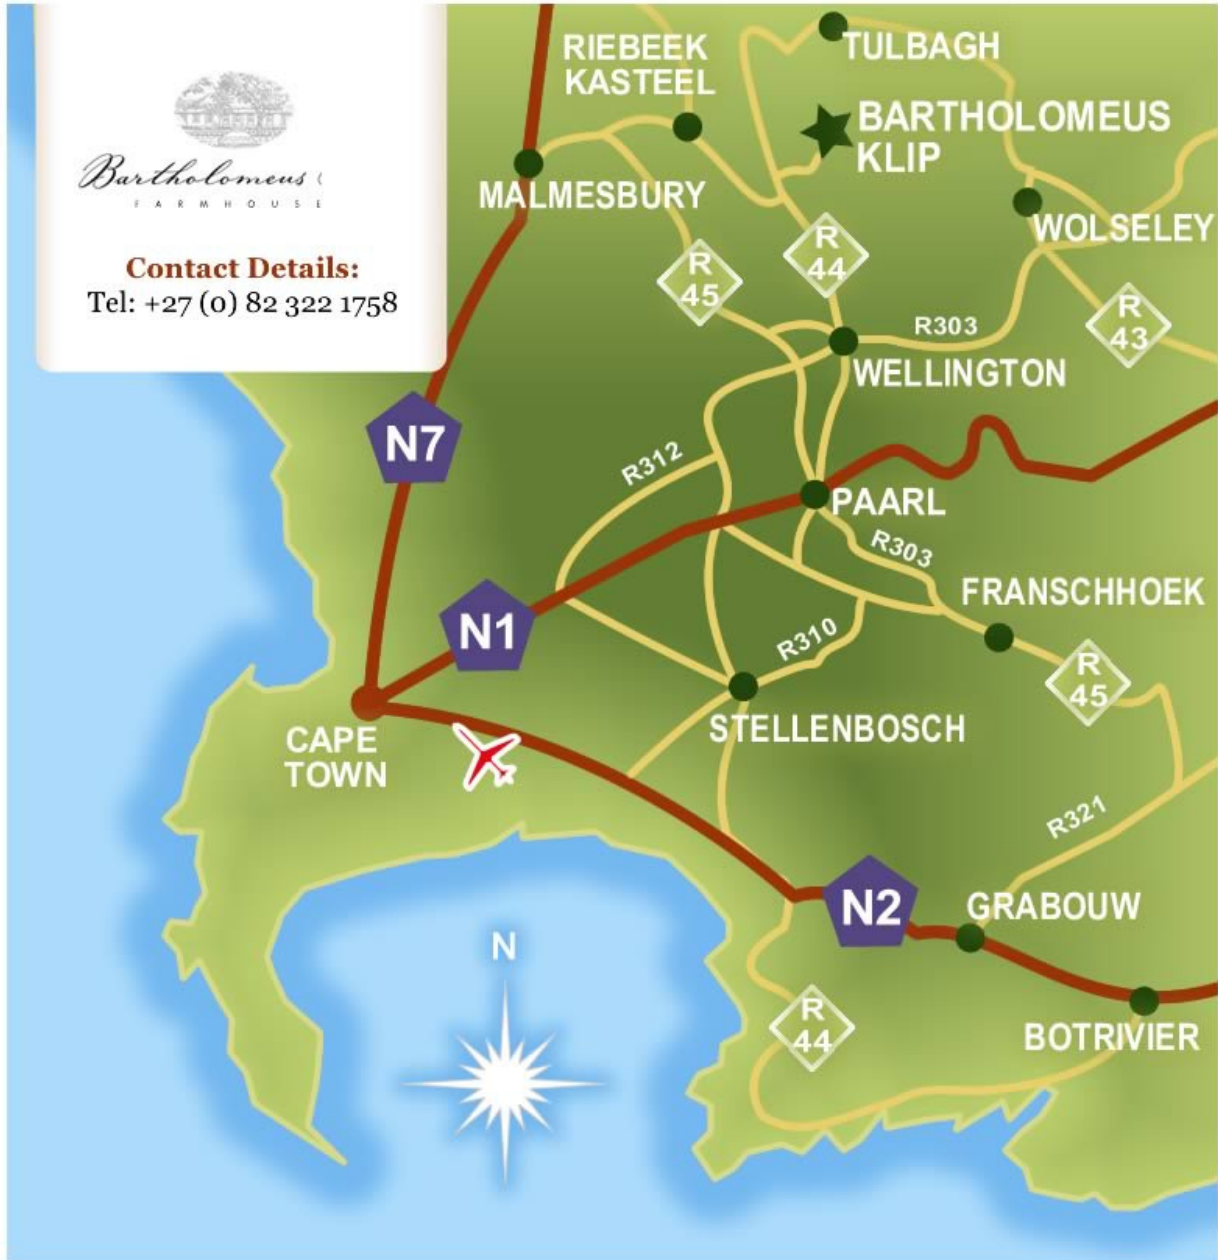 Bartholomeus
FARMHOUSE
Contact Details:
Tel: +27 (0) 82 322 1758
RIEBEEK
KASTEEL
TULBAGH
BARTHOLOMEUS
KLIP
MALMESBURY
WOLSELEY
R
44
R
45
R
43
R303
WELLINGTON
N7
R312
PAARL
R303
FRANSCHHOEK
N1
R310
R
45
STELLENBOSCH
CAPE
TOWN
R321
N2
GRABOUW
N
R
44
BOTRIVIER